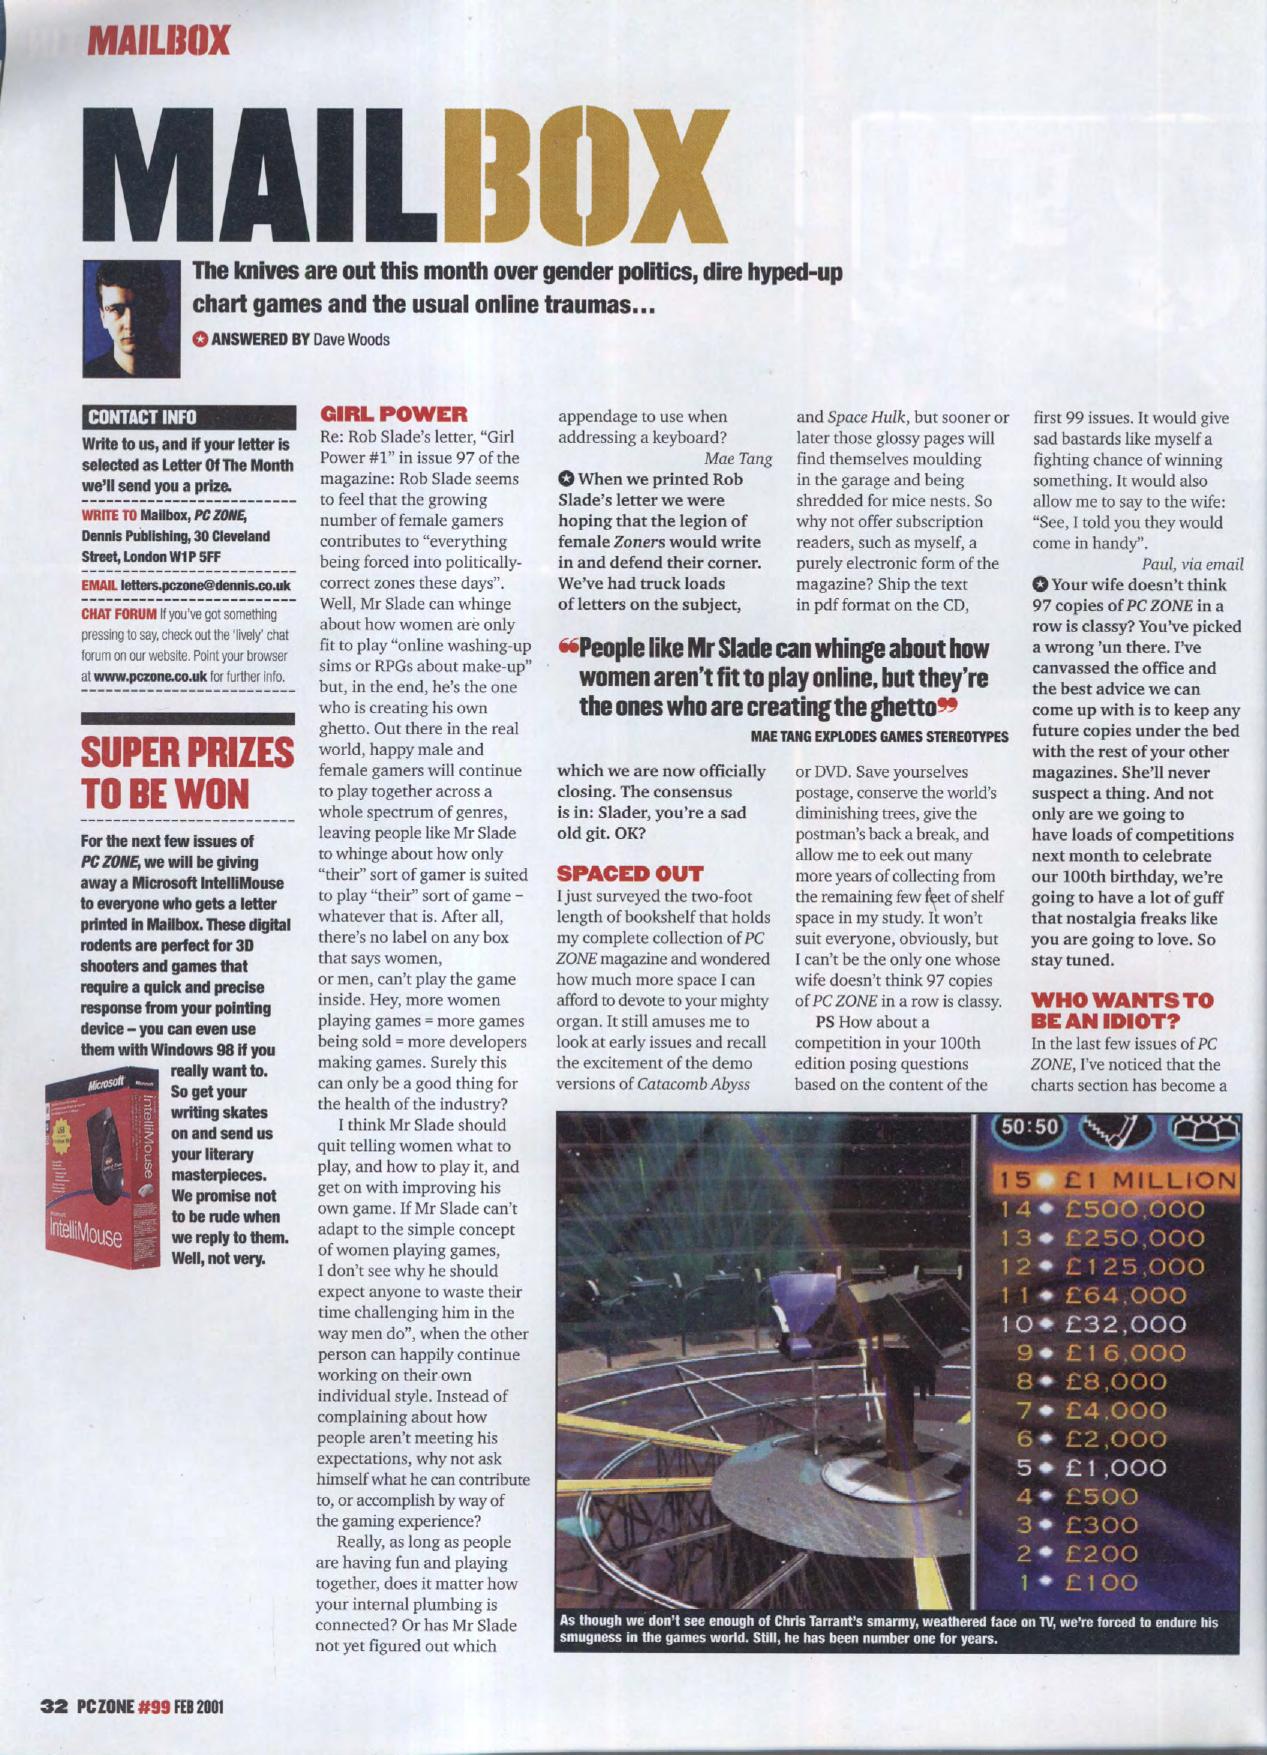 MAILBOX
MAILBOX
The knives are out this month over gender politics, dire hyped-up
chart games and the usual online traumas...
ANSWERED BY Dave Woods
CONTACT INFO
Write to us, and if your letter is
selected as Letter Of The Month
we'll send you a prize.
WRITE TO Mailbox, PC ZONE,
Dennis Publishing, 30 Cleveland
Street, London W1P 5FF
EMAIL letters.pczone@dennis.co.uk
CHAT FORUM If you've got something
pressing to say, check out the 'lively' chat
forum on our website. Point your browser
at www.pczone.co.uk for further info.
SUPER PRIZES
TO BE WON
For the next few issues of
PC ZONE, we will be giving
away a Microsoft IntelliMouse
to everyone who gets a letter
printed in Mailbox. These digital
rodents are perfect for 3D
shooters and games that
require a quick and precise
response from your pointing
device – you can even use
them with Windows 98 if you
really want to.
So get your
writing skates
on and send us
your literary
masterpieces.
We promise not
to be rude when
we reply to them.
Well, not very.
Microsoft
IntelliMouse
IntelliMouse
GIRL POWER
Re: Rob Slade's letter, "Girl
Power #1" in issue 97 of the
magazine: Rob Slade seems
to feel that the growing
number of female gamers
contributes to "everything
being forced into politically-
correct zones these days".
Well, Mr Slade can whinge
about how women are only
fit to play "online washing-up
sims or RPGs about make-up"
but, in the end, he's the one
who is creating his own
ghetto. Out there in the real
world, happy male and
female gamers will continue
to play together across a
whole spectrum of genres,
leaving people like Mr Slade
to whinge about how only
"their" sort of gamer is suited
to play "their" sort of game –
whatever that is. After all,
there's no label on any box
that says women,
or men, can't play the game
inside. Hey, more women
playing games = more games
being sold = more developers
making games. Surely this
can only be a good thing for
the health of the industry?
I think Mr Slade should
quit telling women what to
play, and how to play it, and
get on with improving his
own game. If Mr Slade can't
adapt to the simple concept
of women playing games,
I don't see why he should
expect anyone to waste their
time challenging him in the
way men do", when the other
person can happily continue
working on their own
individual style. Instead of
complaining about how
people aren't meeting his
expectations, why not ask
himself what he can contribute
to, or accomplish by way of
the gaming experience?
Really, as long as people
are having fun and playing
together, does it matter how
your internal plumbing is
connected? Or has Mr Slade
not yet figured out which
appendage to use when
addressing a keyboard?
Mae Tang
When we printed Rob
Slade's letter we were
hoping that the legion of
female Zoners would write
in and defend their corner.
We've had truck loads
of letters on the subject,
which we are now officially
closing. The consensus
is in: Slader, you're a sad
old git. OK?
"People like Mr Slade can whinge about how
women aren't fit to play online, but they're
the ones who are creating the ghetto"
MAE TANG EXPLODES GAMES STEREOTYPES
SPACED OUT
I just surveyed the two-foot
length of bookshelf that holds
my complete collection of PC
ZONE magazine and wondered
how much more space I can
afford to devote to your mighty
organ. It still amuses me to
look at early issues and recall
the excitement of the demo
versions of Catacomb Abyss
and Space Hulk, but sooner or
later those glossy pages will
find themselves moulding
in the garage and being
shredded for mice nests. So
why not offer subscription
readers, such as myself, a
purely electronic form of the
magazine? Ship the text
in pdf format on the CD,
or DVD. Save yourselves
postage, conserve the world's
diminishing trees, give the
postman's back a break, and
allow me to eek out many
more years of collecting from
the remaining few feet of shelf
space in my study. It won't
suit everyone, obviously, but
I can't be the only one whose
wife doesn't think 97 copies
of PC ZONE in a row is classy.
PS How about a
competition in your 100th
edition posing questions
based on the content of the
first 99 issues. It would give
sad bastards like myself a
fighting chance of winning
something. It would also
allow me to say to the wife:
"See, I told you they would
come in handy".
Paul, via email
Your wife doesn't think
97 copies of PC ZONE in a
row is classy? You've picked
a wrong 'un there. I've
canvassed the office and
the best advice we can
come up with is to keep any
future copies under the bed
with the rest of your other
magazines. She'll never
suspect a thing. And not
only are we going to
have loads of competitions
next month to celebrate
our 100th birthday, we're
going to have a lot of guff
that nostalgia freaks like
you are going to love. So
stay tuned.
WHO WANTS TO
BE AN IDIOT?
In the last few issues of PC
ZONE, I've noticed that the
charts section has become a
50:50
15 £1 MILLION
14 £500,000
13 £250,000
12 £125,000
11 £64,000
10 £32,000
9 £16,000
8 £8,000
7 £4,000
6 £2,000
5 £1,000
4 £500
3 £300
2 £200
1 £100
As though we don't see enough of Chris Tarrant's smarmy, weathered face on TV, we're forced to endure his
smugness in the games world. Still, he has been number one for years.
32 PC ZONE #99 FEB 2001